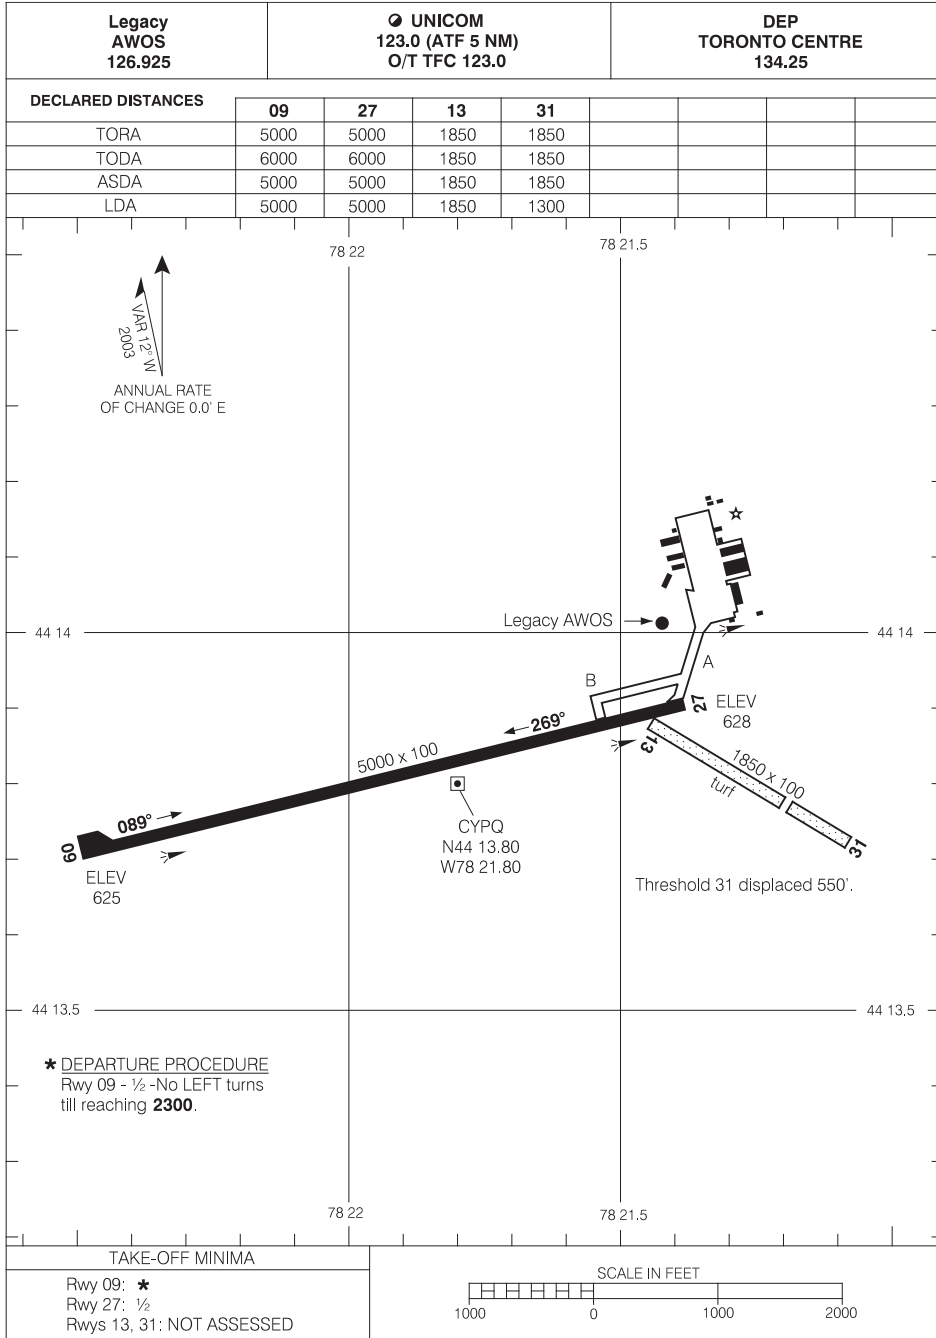 Legacy
AWOS
126.925
UNICOM
123.0 (ATF 5 NM)
O/T TFC 123.0
DEP
TORONTO CENTRE
134.25
DECLARED DISTANCES 09 27 13 31
TORA 5000 5000 1850 1850
TODA 6000 6000 1850 1850
ASDA 5000 5000 1850 1850
LDA 5000 5000 1850 1300
78 22 78 21.5
VAR 12° W
2003
ANNUAL RATE
OF CHANGE 0.0' E
Legacy AWOS
44 14 44 14
A
B
27
ELEV
628
269°
13
5000 x 100
1850 x 100
turf
089°
09
CYPQ
N44 13.80
W78 21.80
31
ELEV
625
Threshold 31 displaced 550'.
44 13.5 44 13.5
* DEPARTURE PROCEDURE
Rwy 09 - ½ -No LEFT turns
till reaching 2300.
78 22 78 21.5
TAKE-OFF MINIMA
Rwy 09: *
Rwy 27: ½
Rwys 13, 31: NOT ASSESSED
SCALE IN FEET
1000 0 1000 2000